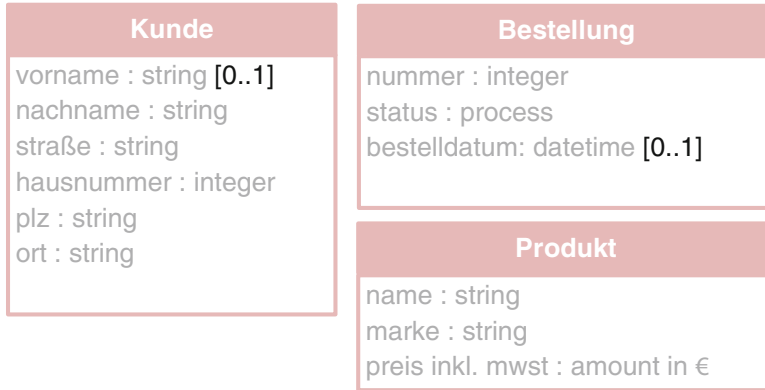 Kunde
vorname : string [0..1]
nachname : string
straße : string
hausnummer : integer
plz : string
ort : string
Bestellung
nummer : integer
status : process
bestelldatum: datetime [0..1]
Produkt
name : string
marke : string
preis inkl. mwst : amount in €